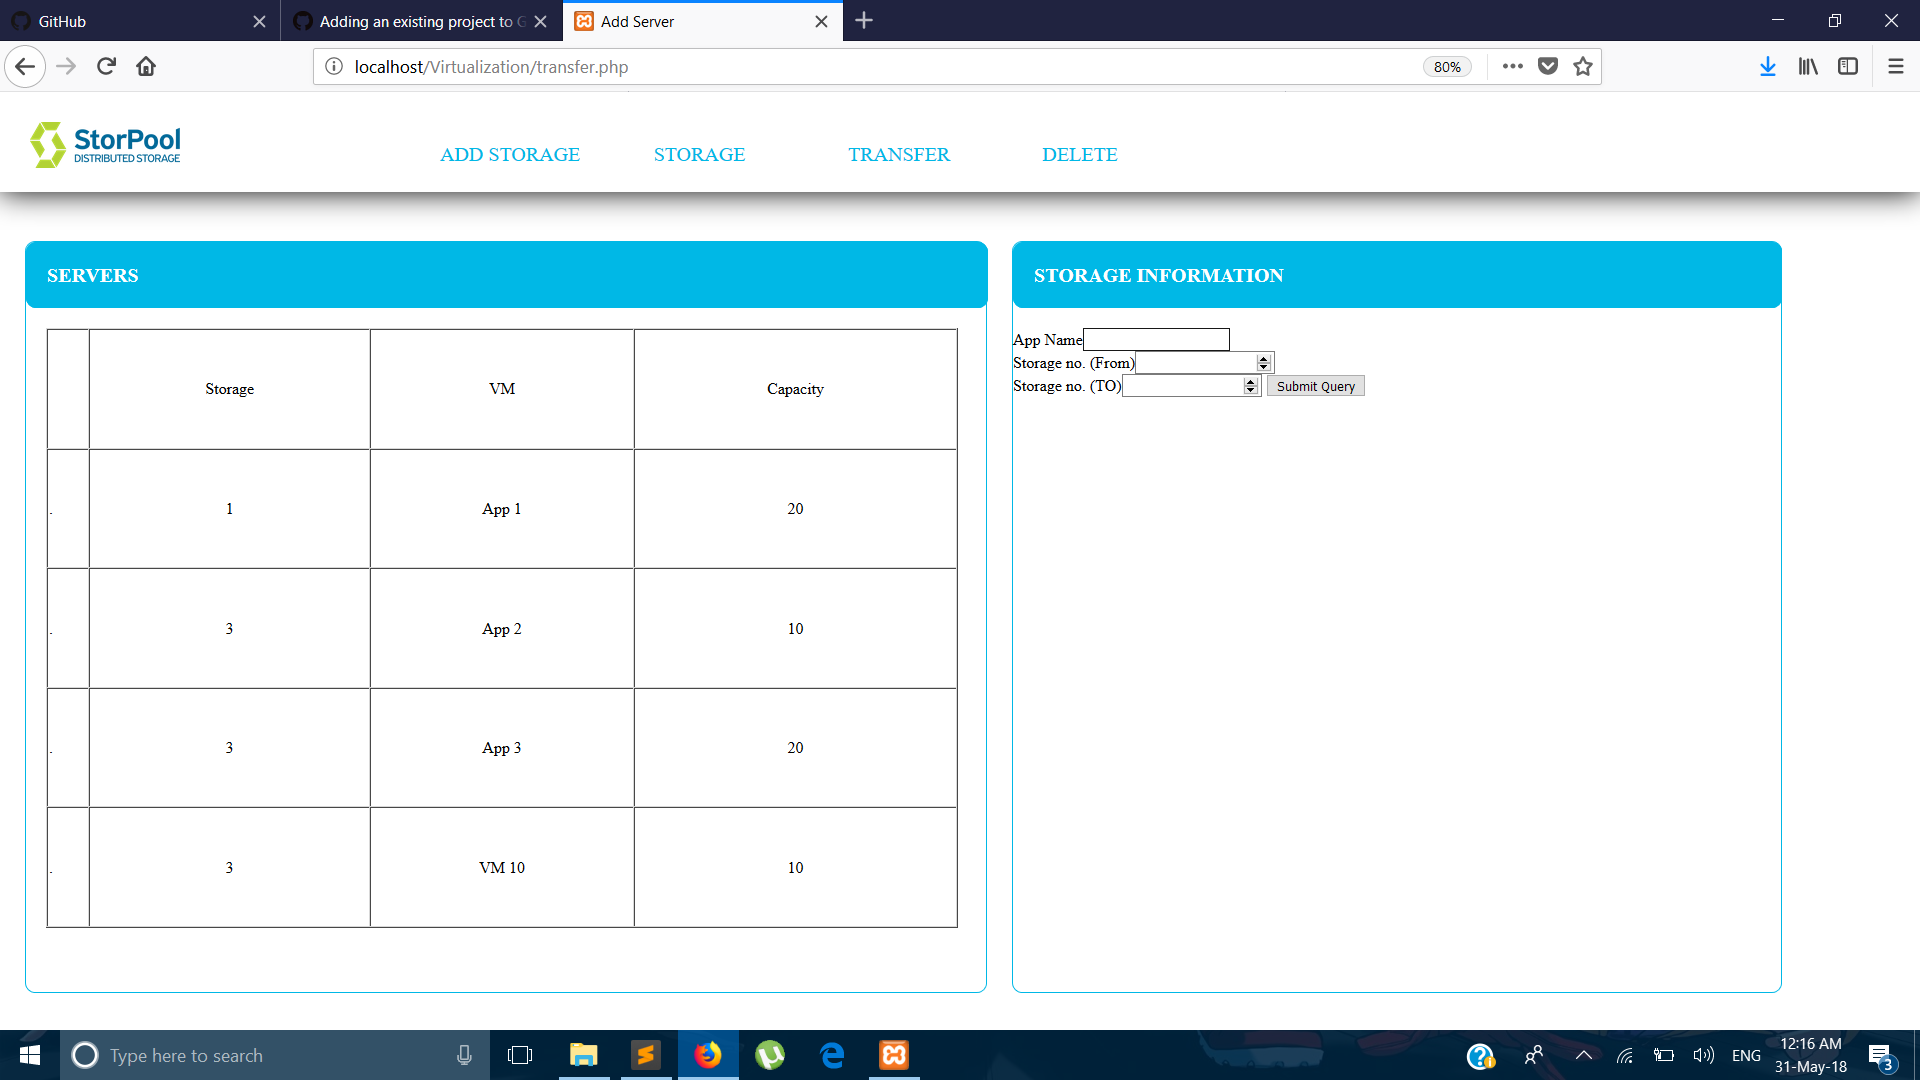 GitHub
Adding an existing project to G
Add Server
localhost/Virtualization/transfer.php
80%
StorPool
DISTRIBUTED STORAGE
ADD STORAGE STORAGE TRANSFER DELETE
SERVERS
Storage VM Capacity
. 1 App 1 20
. 3 App 2 10
. 3 App 3 20
. 3 VM 10 10
STORAGE INFORMATION
App Name
Storage no. (From)
Storage no. (TO) Submit Query
Type here to search
ENG
12:16 AM
31-May-18
3